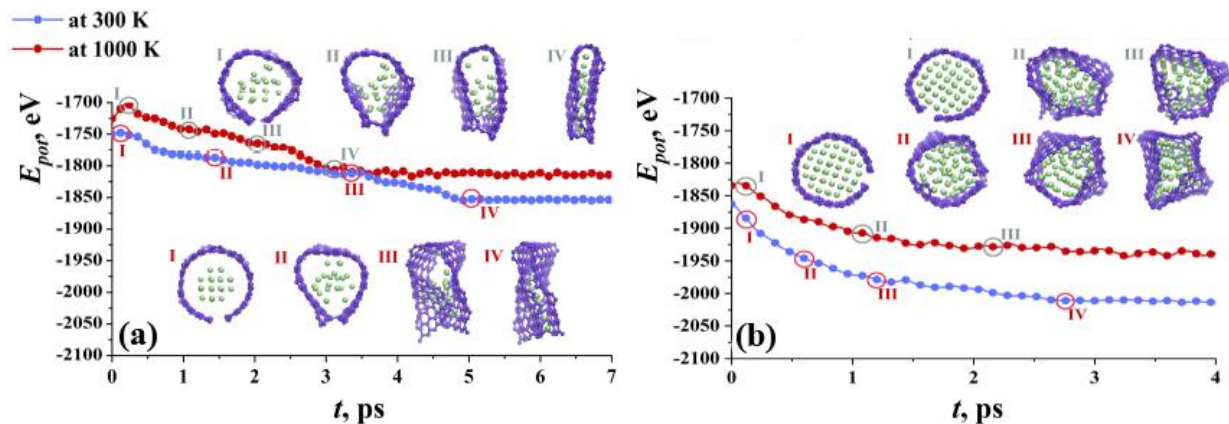 at 300 K
at 1000 K
I II III IV
-1700
-1750
-1800
-1850
-1900
-1950
-2000
-2050
-2100
E_pot, eV
I
II
III
IV
I
II
III
IV
I II III IV
(a)
0 1 2 3 4 5 6 7
t, ps
I II III
-1700
-1750
-1800
-1850
-1900
-1950
-2000
-2050
-2100
E_pot, eV
I II III IV
I
II
III
I
II
III
IV
(b)
0 1 2 3 4
t, ps